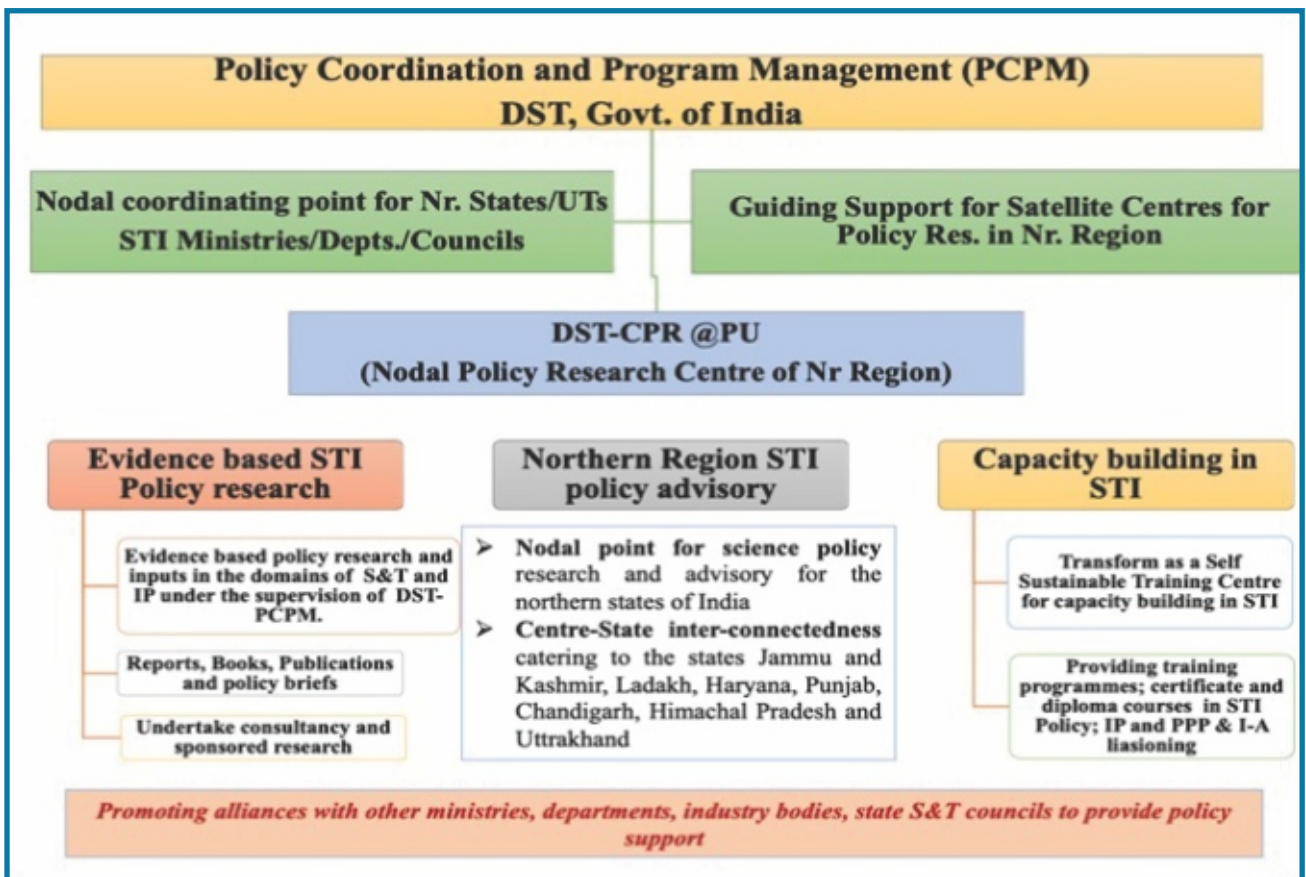 Policy Coordination and Program Management (PCPM)
DST, Govt. of India
Nodal coordinating point for Nr. States/UTs
STI Ministries/Depts./Councils
Guiding Support for Satellite Centres for
Policy Res. in Nr. Region
DST-CPR @PU
(Nodal Policy Research Centre of Nr Region)
Evidence based STI
Policy research
Evidence based policy research and
inputs in the domains of S&T and
IP under the supervision of DST-
PCPM.
Reports, Books, Publications
and policy briefs
Undertake consultancy and
sponsored research
Northern Region STI
policy advisory
➢ Nodal point for science policy
research and advisory for the
northern states of India
➢ Centre-State inter-connectedness
catering to the states Jammu and
Kashmir, Ladakh, Haryana, Punjab,
Chandigarh, Himachal Pradesh and
Uttrakhand
Capacity building in
STI
Transform as a Self
Sustainable Training Centre
for capacity building in STI
Providing training
programmes; certificate and
diploma courses in STI
Policy; IP and PPP & I-A
liasioning
Promoting alliances with other ministries, departments, industry bodies, state S&T councils to provide policy
support